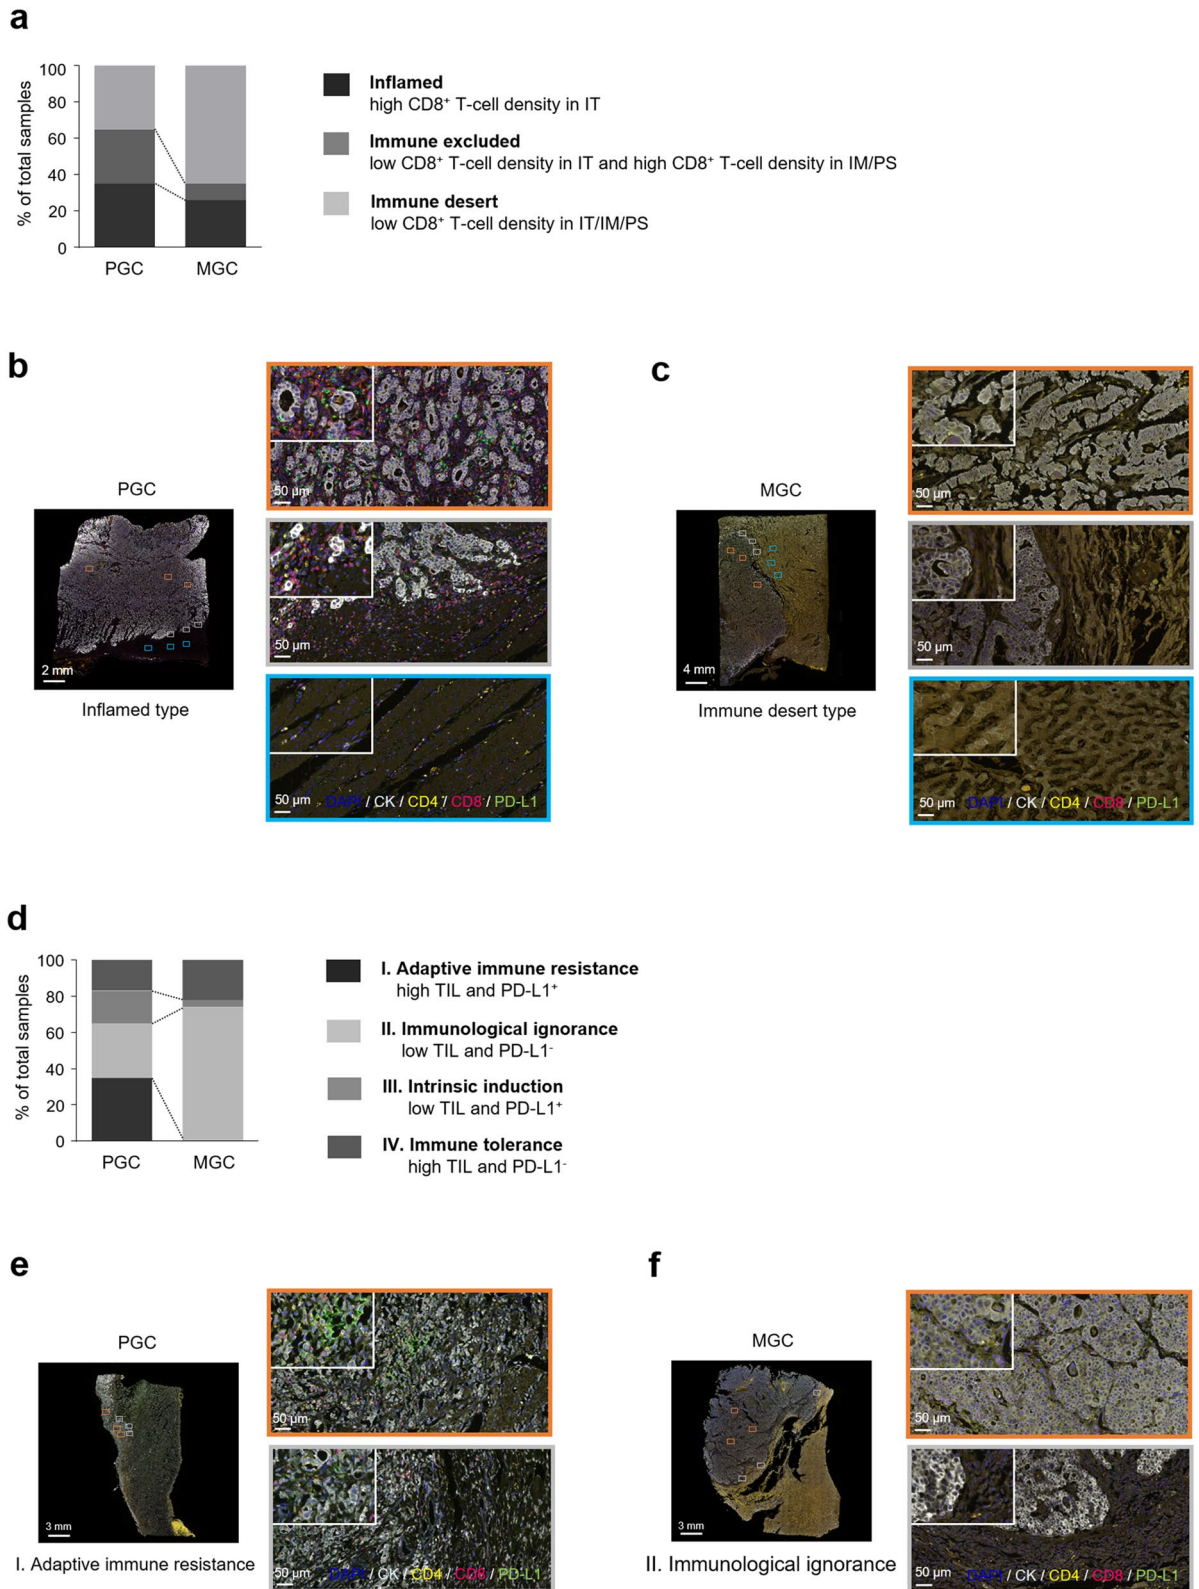 a
100
80
60
40
20
0
% of total samples
PGC
MGC
Inflamed
high CD8⁺ T-cell density in IT
Immune excluded
low CD8⁺ T-cell density in IT and high CD8⁺ T-cell density in IM/PS
Immune desert
low CD8⁺ T-cell density in IT/IM/PS
b
PGC
2 mm
Inflamed type
50 µm
50 µm
50 µm
DAPI / CK / CD4 / CD8 / PD-L1
c
MGC
4 mm
Immune desert type
50 µm
50 µm
50 µm
DAPI / CK / CD4 / CD8 / PD-L1
d
100
80
60
40
20
0
% of total samples
PGC
MGC
I. Adaptive immune resistance
high TIL and PD-L1⁺
II. Immunological ignorance
low TIL and PD-L1⁻
III. Intrinsic induction
low TIL and PD-L1⁺
IV. Immune tolerance
high TIL and PD-L1⁻
e
PGC
3 mm
I. Adaptive immune resistance
50 µm
50 µm
DAPI / CK / CD4 / CD8 / PD-L1
f
MGC
3 mm
II. Immunological ignorance
50 µm
50 µm
DAPI / CK / CD4 / CD8 / PD-L1